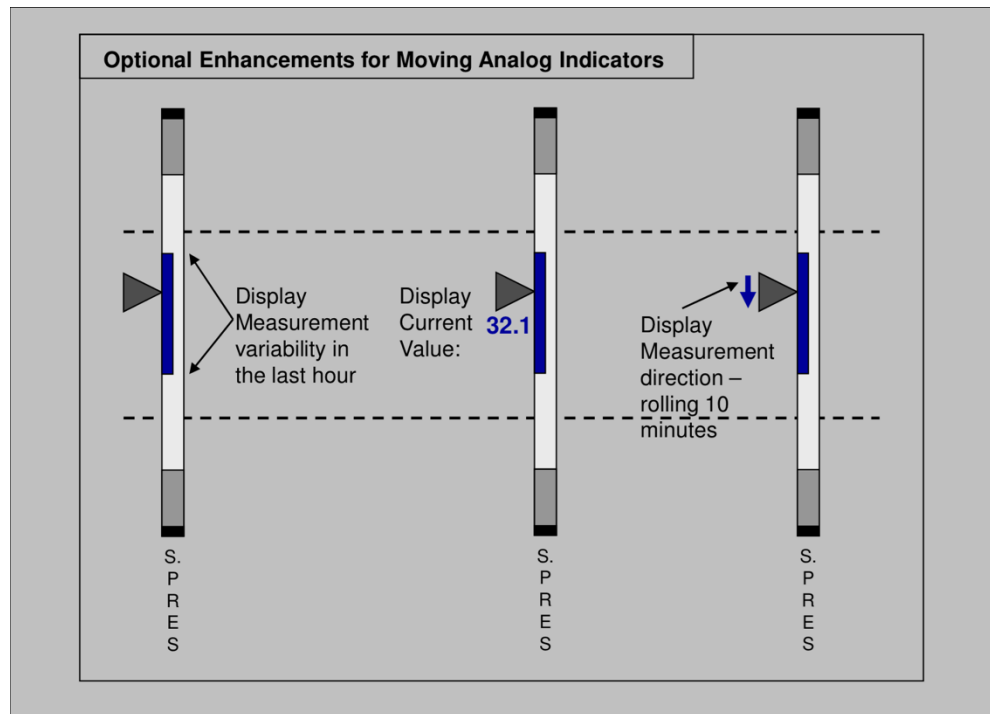 Optional Enhancements for Moving Analog Indicators
Display
Measurement
variability in
the last hour
Display
Current
Value:
32.1
Display
Measurement
direction –
rolling 10
minutes
S.
P
R
E
S
S.
P
R
E
S
S.
P
R
E
S